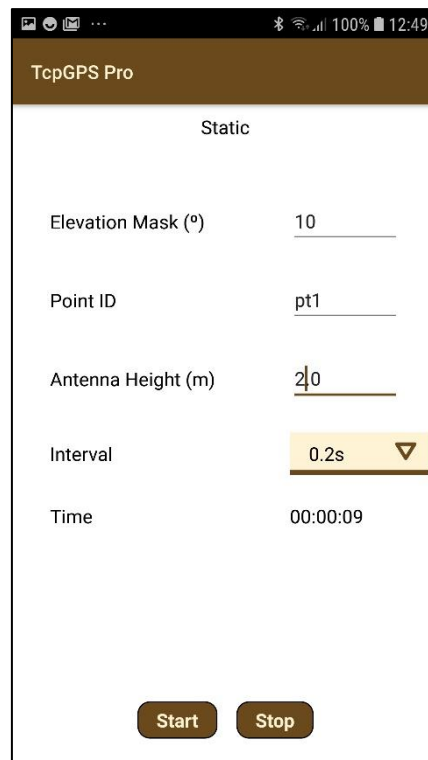 ... 100% 12:49
TcpGPS Pro
Static
Elevation Mask (º) 10
Point ID pt1
Antenna Height (m) 2.0
Interval 0.2s
Time 00:00:09
Start Stop